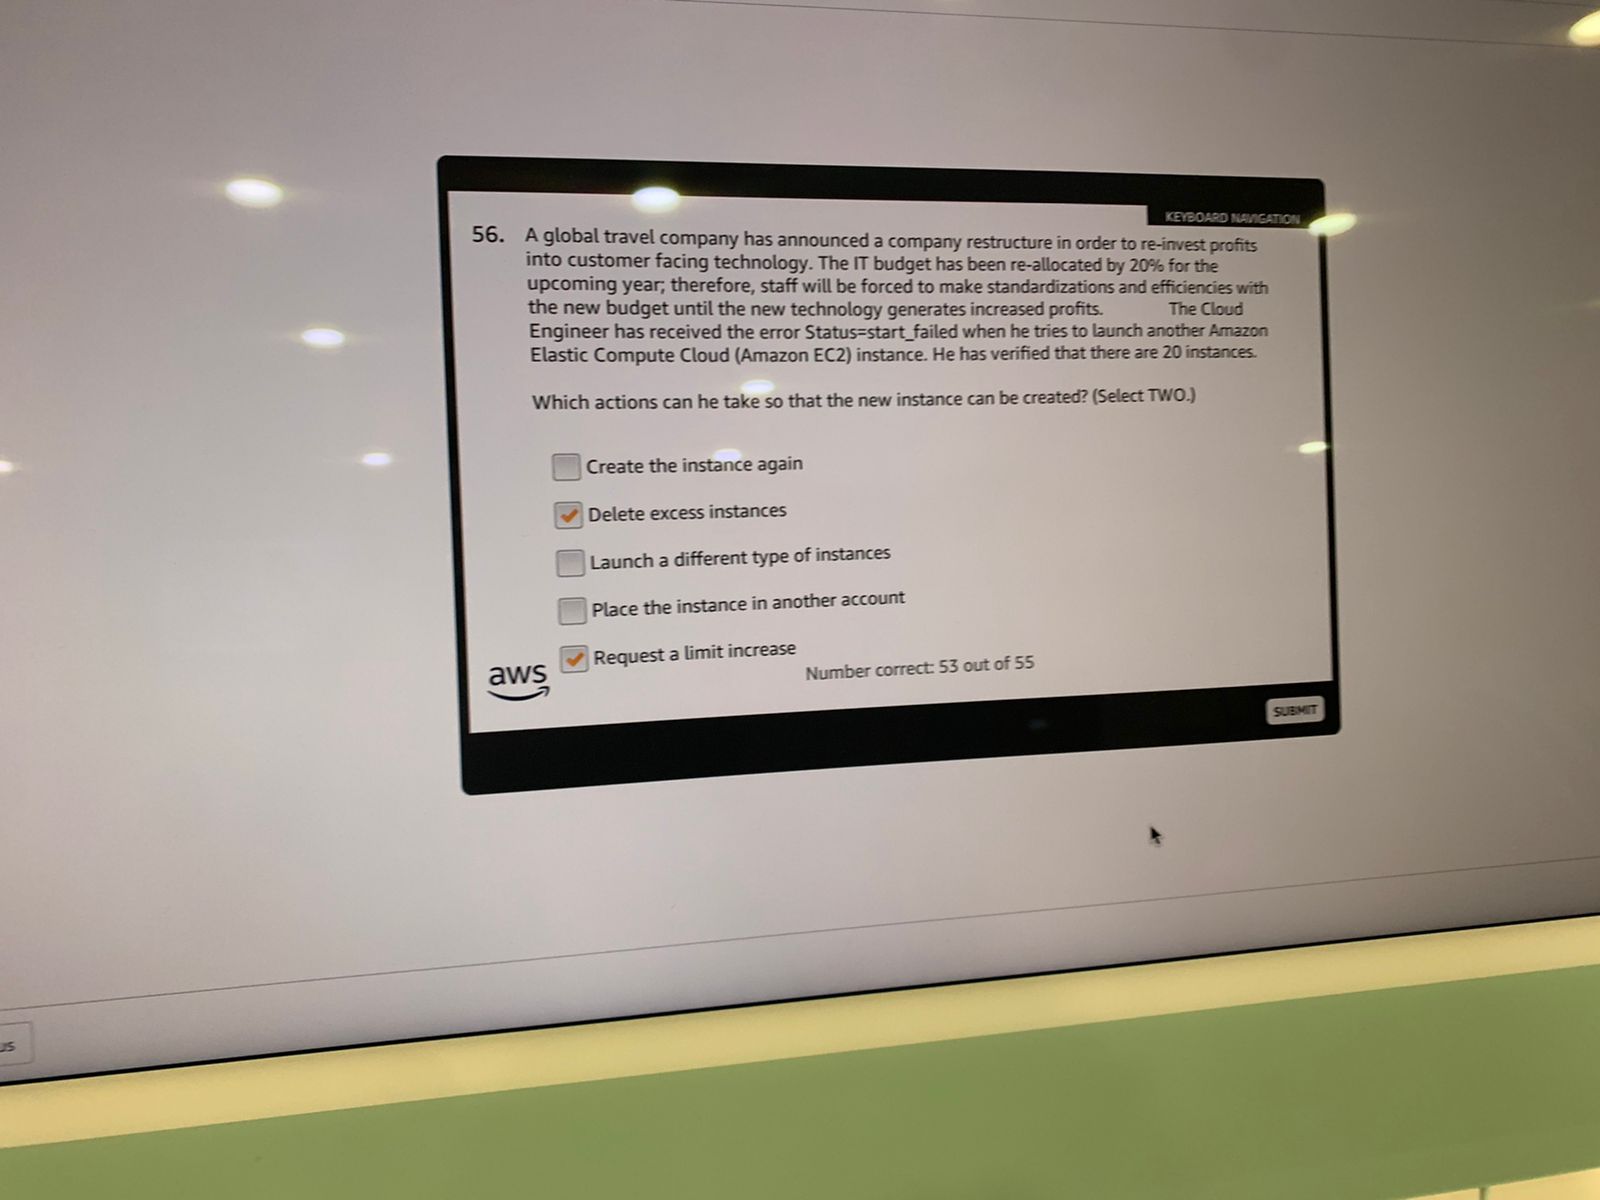 KEYBOARD NAVIGATION
56. A global travel company has announced a company restructure in order to re-invest profits
into customer facing technology. The IT budget has been re-allocated by 20% for the
upcoming year; therefore, staff will be forced to make standardizations and efficiencies with
the new budget until the new technology generates increased profits. The Cloud
Engineer has received the error Status=start_failed when he tries to launch another Amazon
Elastic Compute Cloud (Amazon EC2) instance. He has verified that there are 20 instances.
Which actions can he take so that the new instance can be created? (Select TWO.)
Create the instance again
Delete excess instances
Launch a different type of instances
Place the instance in another account
Request a limit increase
aws
Number correct: 53 out of 55
SUBMIT
us